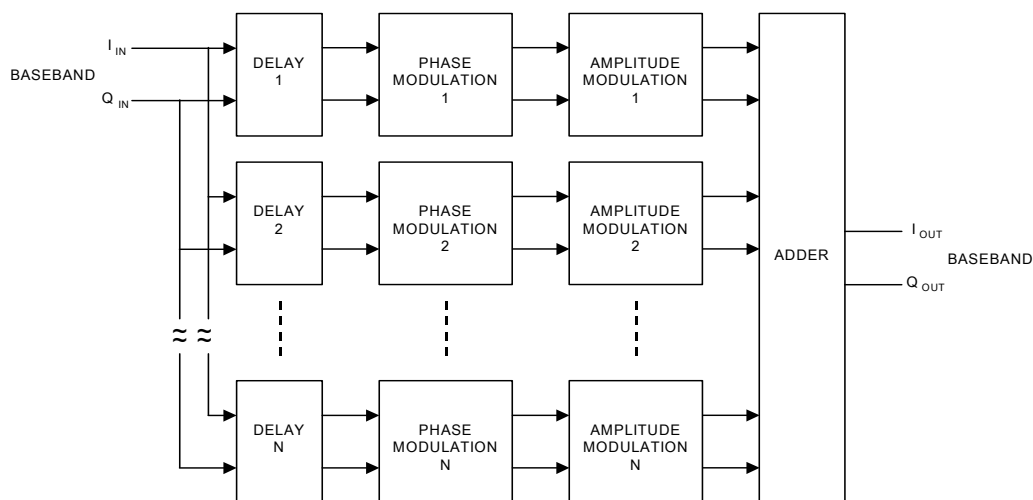 I IN
BASEBAND
Q IN
DELAY
1
PHASE
MODULATION
1
AMPLITUDE
MODULATION
1
DELAY
2
PHASE
MODULATION
2
AMPLITUDE
MODULATION
2
ADDER
I OUT
BASEBAND
Q OUT
DELAY
N
PHASE
MODULATION
N
AMPLITUDE
MODULATION
N